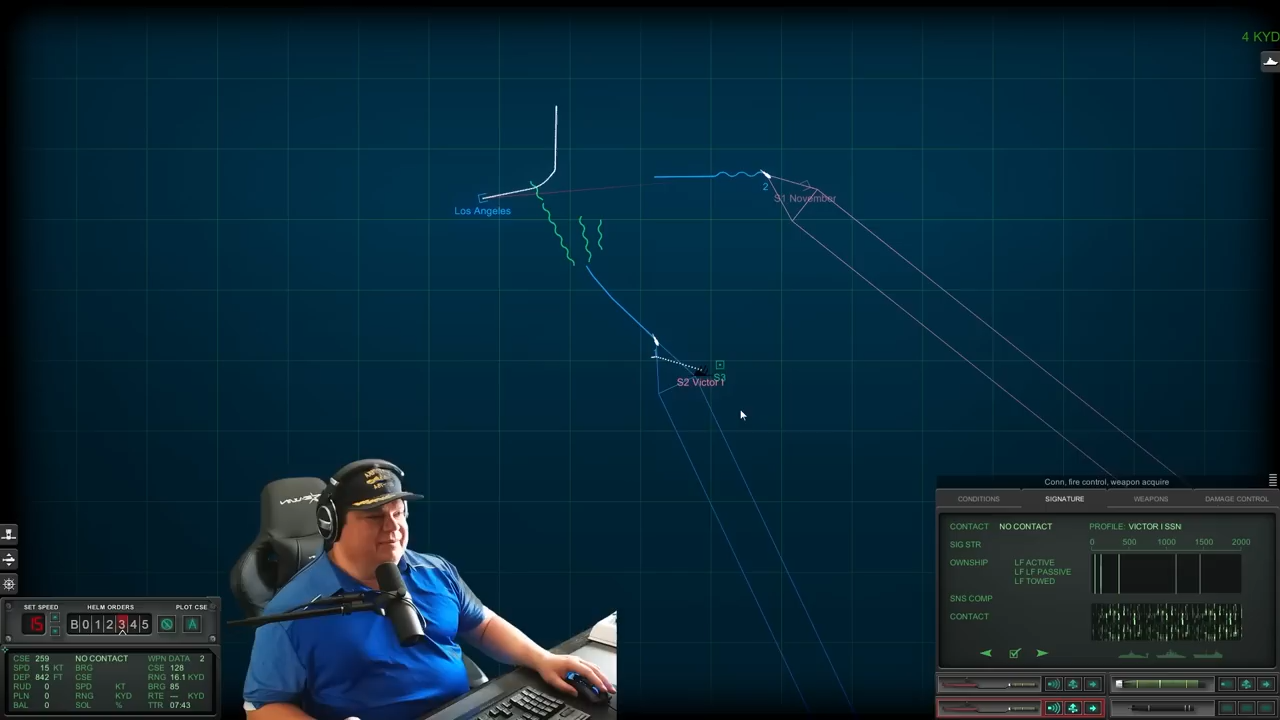 4 KYD
Los Angeles
2
S1 November
S3
S2 Victor I
Conn, fire control, weapon acquire
CONDITIONS SIGNATURE WEAPONS DAMAGE CONTROL
CONTACT NO CONTACT PROFILE: VICTOR I SSN
SIG STR 0 500 1000 1500 2000
OWNSHIP LF ACTIVE
LF LF PASSIVE
LF TOWED
SNS COMP
CONTACT
SET SPEED HELM ORDERS PLOT CSE
15 B 0 1 2 3 4 5 A
CSE 259 NO CONTACT WPN DATA 2
SPD 15 KT BRG CSE 128
DEP 842 FT CSE RNG 16.1 KYD
RUD 0 SPD KT BRG 85
PLN 0 RNG KYD RTE --- KYD
BAL 0 SOL % TTR 07:43